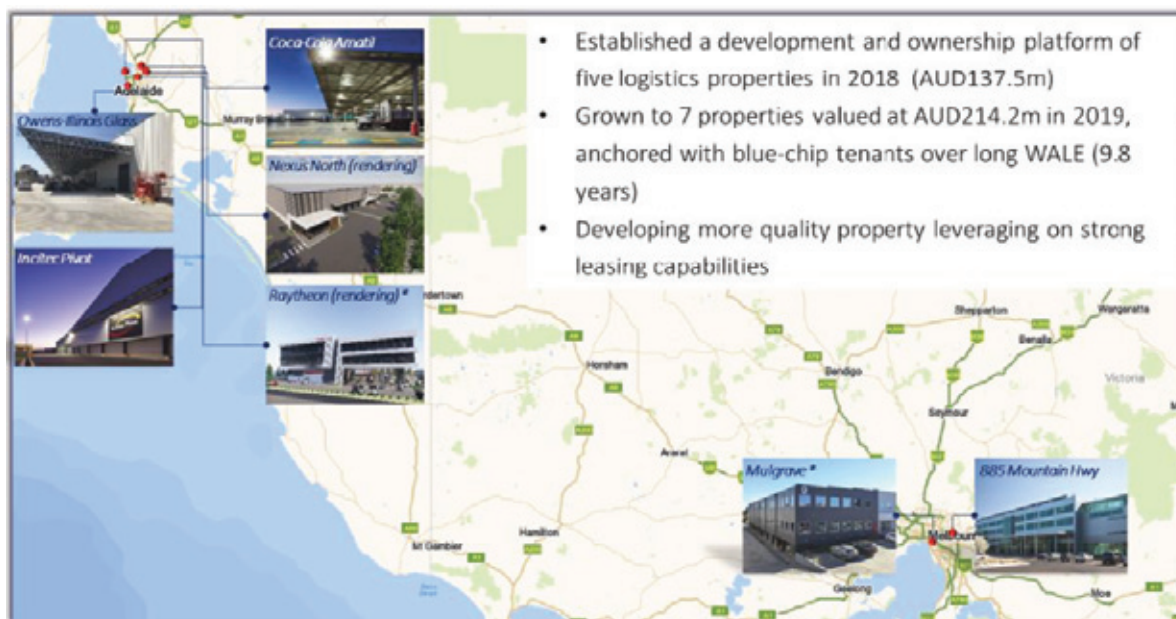 • Established a development and ownership platform of
five logistics properties in 2018 (AUD137.5m)
• Grown to 7 properties valued at AUD214.2m in 2019,
anchored with blue-chip tenants over long WALE (9.8
years)
• Developing more quality property leveraging on strong
leasing capabilities
Coca-Cola Amatil
Adelaide
Owens-Illinois Glass
Murray Bri
Nexus North (rendering)
Incitec Pivot
Raytheon (rendering) *
dertown
Horsham
Bendigo
Shepparton
Wangaratta
Benalla
Victoria
Seymour
Ararat
Mulgrave *
885 Mountain Hwy
Melbourn
Hamilton
Mt Gambier
Geelong
Moe